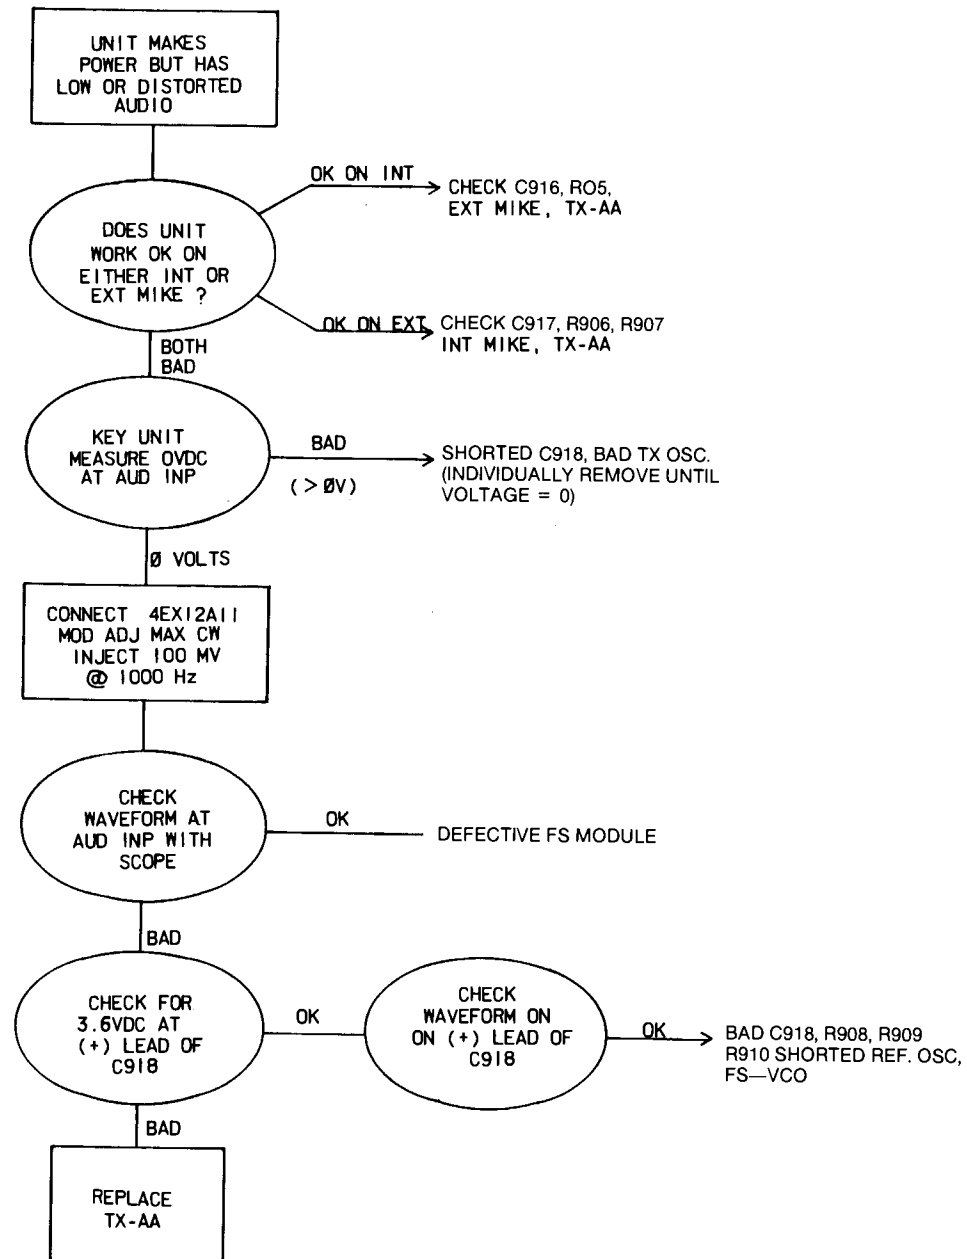 UNIT MAKES
POWER BUT HAS
LOW OR DISTORTED
AUDIO
OK ON INT
CHECK C916, RO5,
EXT MIKE, TX-AA
DOES UNIT
WORK OK ON
EITHER INT OR
EXT MIKE ?
OK ON EXT
CHECK C917, R906, R907
INT MIKE, TX-AA
BOTH
BAD
KEY UNIT
MEASURE 0VDC
AT AUD INP
BAD
(>ØV)
SHORTED C918, BAD TX OSC.
(INDIVIDUALLY REMOVE UNTIL
VOLTAGE = 0)
Ø VOLTS
CONNECT 4EX12A11
MOD ADJ MAX CW
INJECT 100 MV
@ 1000 Hz
CHECK
WAVEFORM AT
AUD INP WITH
SCOPE
OK
DEFECTIVE FS MODULE
BAD
CHECK FOR
3.6VDC AT
(+) LEAD OF
C918
OK
CHECK
WAVEFORM ON
ON (+) LEAD OF
C918
OK
BAD C918, R908, R909
R910 SHORTED REF. OSC,
FS—VCO
BAD
REPLACE
TX-AA